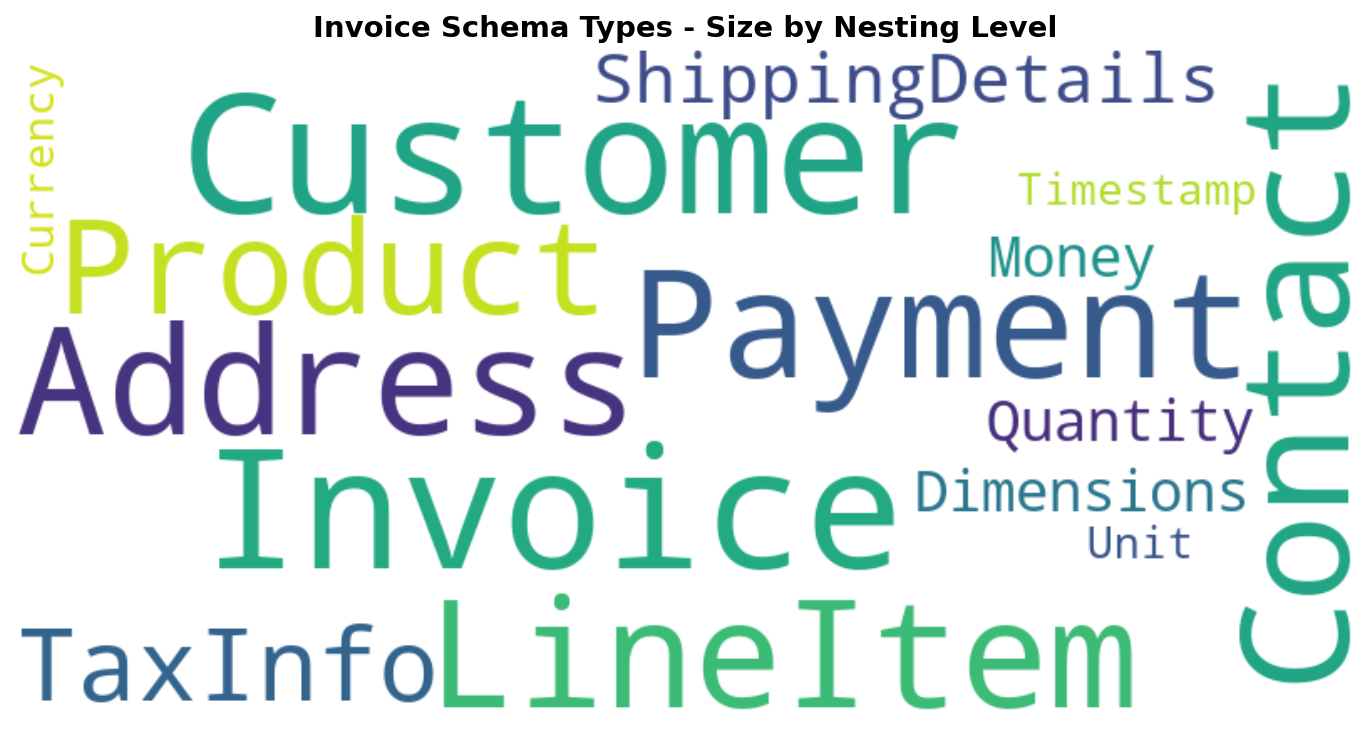 Invoice Schema Types - Size by Nesting Level
ShippingDetails
Currency
Customer
Contact
Timestamp
Product
Money
Payment
Address
Quantity
Invoice
Dimensions
Unit
LineItem
TaxInfo